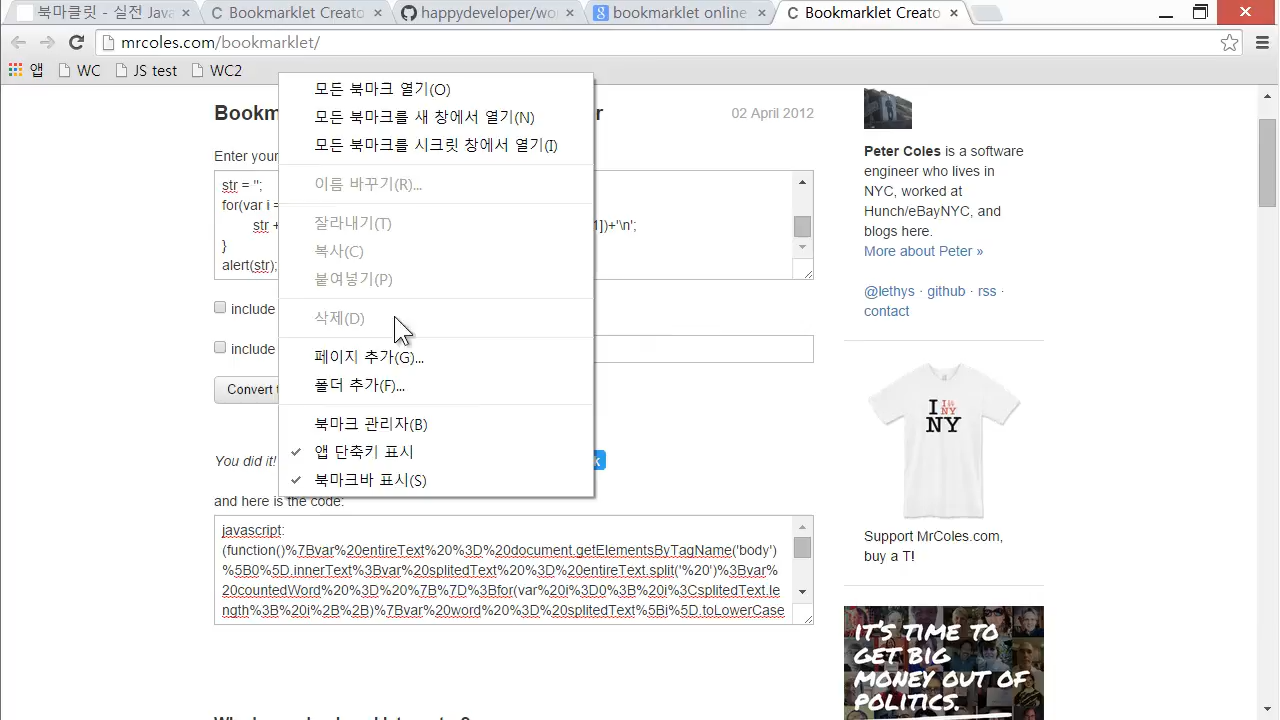 북마클릿 - 실전 Java
Bookmarklet Creato
happydeveloper/wo
bookmarklet online
Bookmarklet Creato
mrcoles.com/bookmarklet/
앱
WC
JS test
WC2
모든 북마크 열기(O)
모든 북마크를 새 창에서 열기(N)
모든 북마크를 시크릿 창에서 열기(I)
이름 바꾸기(R)...
잘라내기(T)
복사(C)
붙여넣기(P)
삭제(D)
페이지 추가(G)...
폴더 추가(F)...
북마크 관리자(B)
앱 단축키 표시
북마크바 표시(S)
02 April 2012
Enter your
str = '';
for(var i =
str +
1])+'\n';
}
alert(str);
include
include
Convert
You did it!
and here is the code:
javascript:
(function()%7Bvar%20entireText%20%3D%20document.getElementsByTagName('body')
%5B0%5D.innerText%3Bvar%20splitedText%20%3D%20entireText.split('%20')%3Bva
%20countedWord%20%3D%20%7B%7D%3Bfor(var%20i%3D0%3B%20i%3CsplitedText.le
ngth%3B%20i%2B%2B)%7Bvar%20word%20%3D%20splitedText%5Bi%5D.toLowerCase
Peter Coles is a software
engineer who lives in
NYC, worked at
Hunch/eBayNYC, and
blogs here.
More about Peter »
@lethys · github · rss ·
contact
I
NY
I
NY
Support MrColes.com,
buy a T!
IT'S TIME TO
GET BIG
MONEY OUT OF
POLITICS.